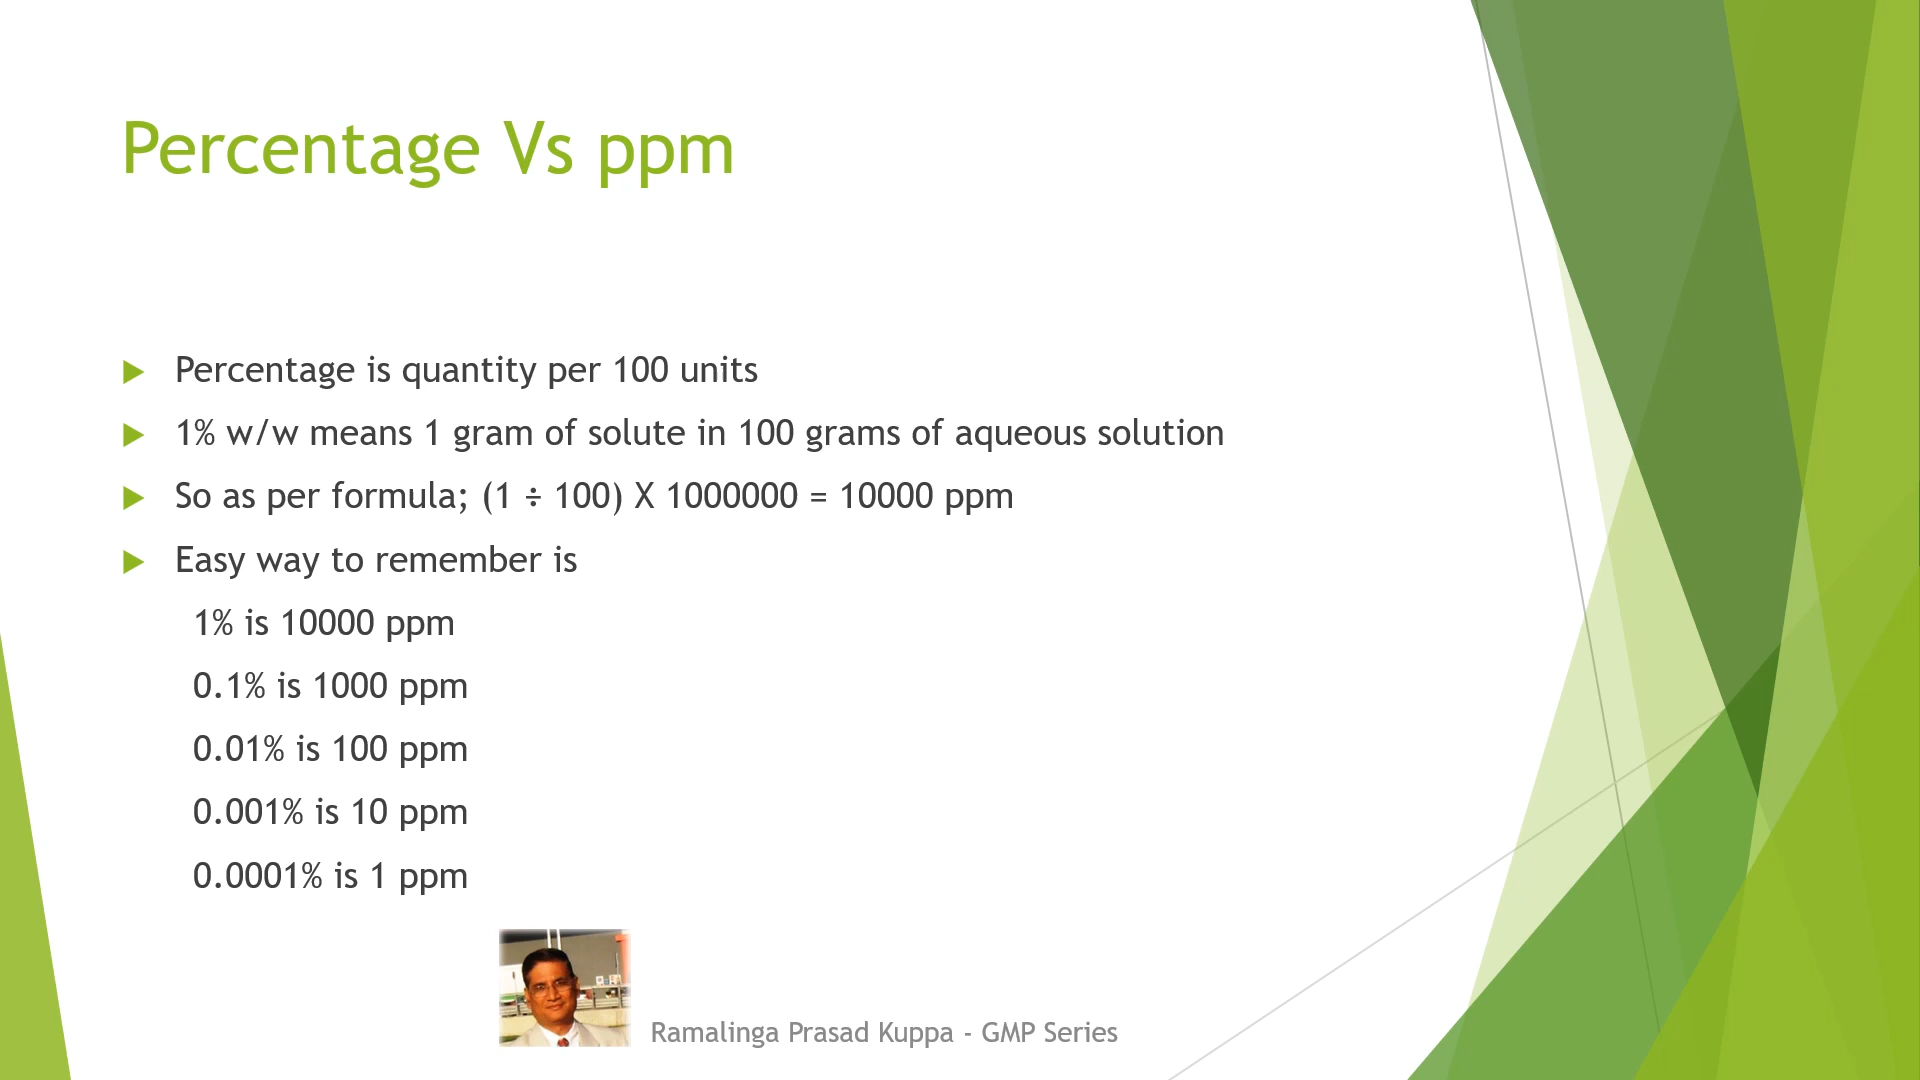 Percentage Vs ppm
Percentage is quantity per 100 units
1% w/w means 1 gram of solute in 100 grams of aqueous solution
So as per formula; (1 ÷ 100) X 1000000 = 10000 ppm
Easy way to remember is
1% is 10000 ppm
0.1% is 1000 ppm
0.01% is 100 ppm
0.001% is 10 ppm
0.0001% is 1 ppm
Ramalinga Prasad Kuppa - GMP Series